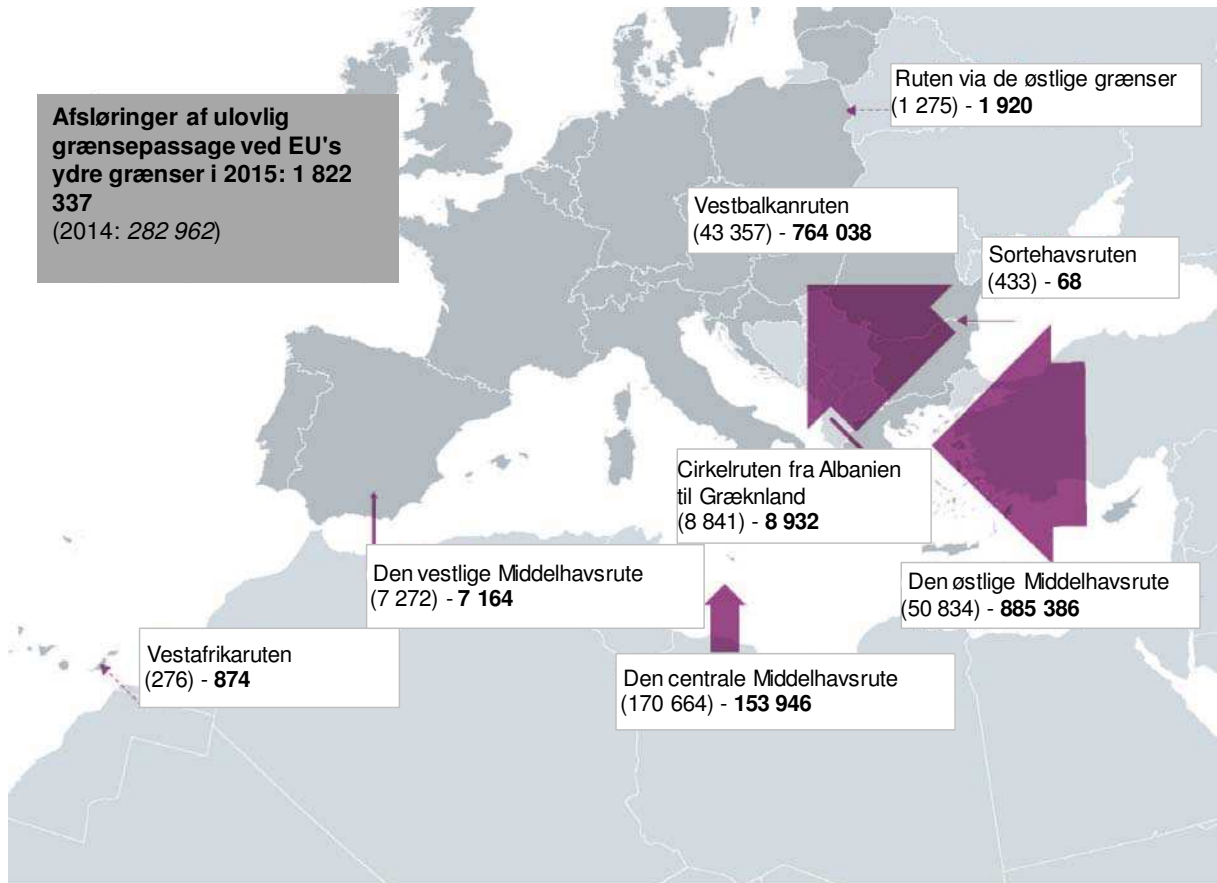 Afsløringer af ulovlig
grænsepassage ved EU's
ydre grænser i 2015: 1 822
337
(2014: 282 962)
Ruten via de østlige grænser
(1 275) - 1 920
Vestbalkanruten
(43 357) - 764 038
Sortehavsruten
(433) - 68
Cirkelruten fra Albanien
til Græknland
(8 841) - 8 932
Den vestlige Middelhavsrute
(7 272) - 7 164
Den østlige Middelhavsrute
(50 834) - 885 386
Vestafrikaruten
(276) - 874
Den centrale Middelhavsrute
(170 664) - 153 946